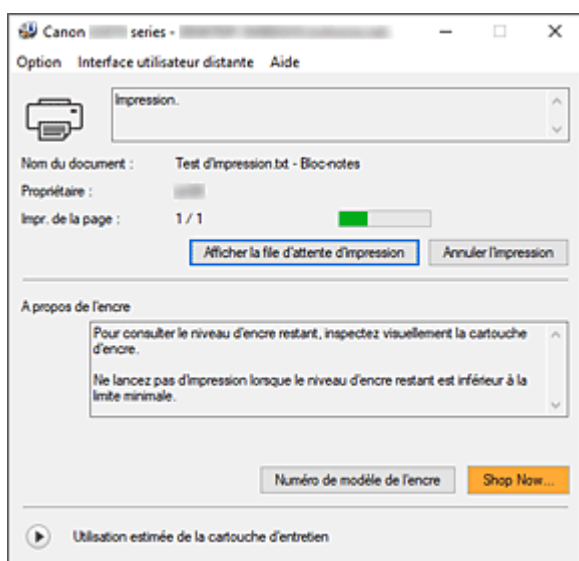 Canon series -
Option Interface utilisateur distante Aide
Impression.
Nom du document : Test d'impression.txt - Bloc-notes
Propriétaire :
Impr. de la page : 1 / 1
Afficher la file d'attente d'impression Annuler l'impression
A propos de l'encre
Pour consulter le niveau d'encre restant, inspectez visuellement la cartouche
d'encre.
Ne lancez pas d'impression lorsque le niveau d'encre restant est inférieur à la
limite minimale.
Numéro de modèle de l'encre Shop Now...
Utilisation estimée de la cartouche d'entretien